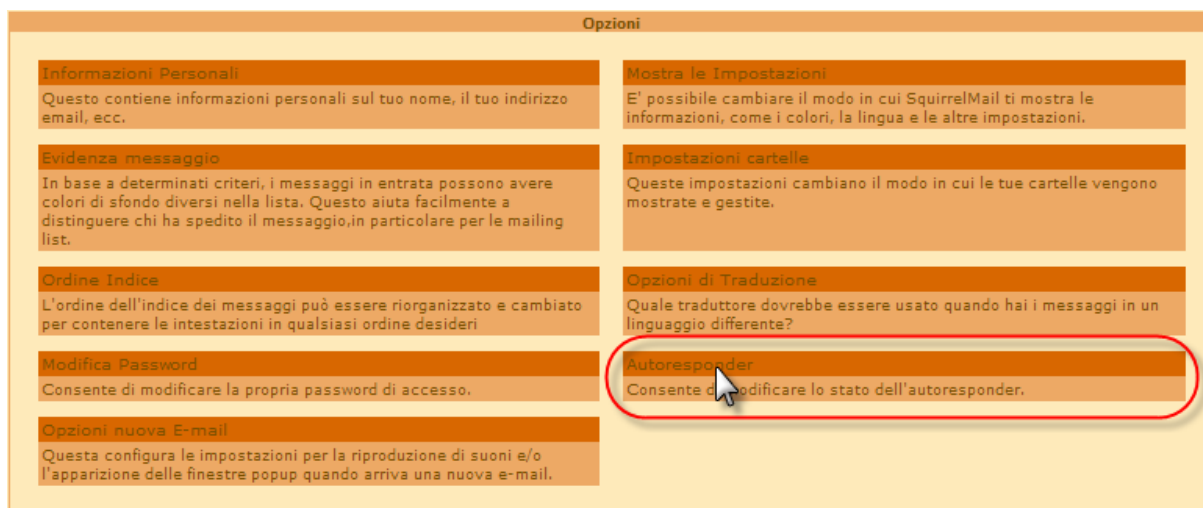 Opzioni
Informazioni Personali
Questo contiene informazioni personali sul tuo nome, il tuo indirizzo
email, ecc.
Mostra le Impostazioni
E' possibile cambiare il modo in cui SquirrelMail ti mostra le
informazioni, come i colori, la lingua e le altre impostazioni.
Evidenza messaggio
In base a determinati criteri, i messaggi in entrata possono avere
colori di sfondo diversi nella lista. Questo aiuta facilmente a
distinguere chi ha spedito il messaggio,in particolare per le mailing
list.
Impostazioni cartelle
Queste impostazioni cambiano il modo in cui le tue cartelle vengono
mostrate e gestite.
Ordine Indice
L'ordine dell'indice dei messaggi può essere riorganizzato e cambiato
per contenere le intestazioni in qualsiasi ordine desideri
Opzioni di Traduzione
Quale traduttore dovrebbe essere usato quando hai i messaggi in un
linguaggio differente?
Modifica Password
Consente di modificare la propria password di accesso.
Autoresponder
Consente di modificare lo stato dell'autoresponder.
Opzioni nuova E-mail
Questa configura le impostazioni per la riproduzione di suoni e/o
l'apparizione delle finestre popup quando arriva una nuova e-mail.